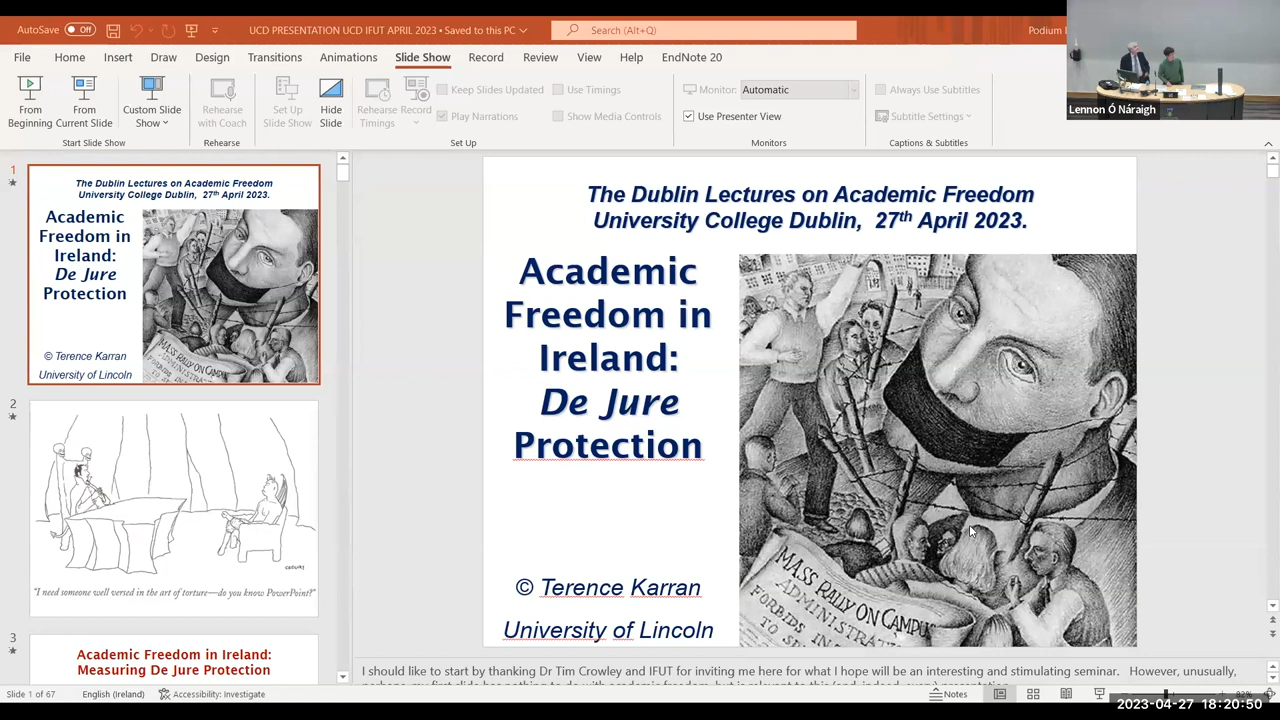 AutoSave Off UCD PRESENTATION UCD IFUT APRIL 2023 • Saved to this PC Search (Alt+Q) Podium
File Home Insert Draw Design Transitions Animations Slide Show Record Review View Help EndNote 20
From Beginning
From Current Slide
Custom Slide Show
Start Slide Show
Rehearse with Coach
Rehearse
Set Up Slide Show
Hide Slide
Rehearse Timings
Record
Keep Slides Updated
Play Narrations
Use Timings
Show Media Controls
Set Up
Monitor: Automatic
Use Presenter View
Monitors
Always Use Subtitles
Subtitle Settings
Captions & Subtitles
Lennon Ó Náraigh
1
The Dublin Lectures on Academic Freedom
University College Dublin, 27th April 2023.
Academic
Freedom in
Ireland:
De Jure
Protection
© Terence Karran
University of Lincoln
MASS RALLY ON CAMPUS
2
"I need someone well versed in the art of torture—do you know PowerPoint?"
3
Academic Freedom in Ireland:
Measuring De Jure Protection
The Dublin Lectures on Academic Freedom
University College Dublin, 27th April 2023.
Academic
Freedom in
Ireland:
De Jure
Protection
© Terence Karran
University of Lincoln
MASS RALLY ON CAMPUS
FORBIDS
I should like to start by thanking Dr Tim Crowley and IFUT for inviting me here for what I hope will be an interesting and stimulating seminar. However, unusually,
Slide 1 of 67 English (Ireland) Accessibility: Investigate Notes 82%
2023-04-27 18:20:50